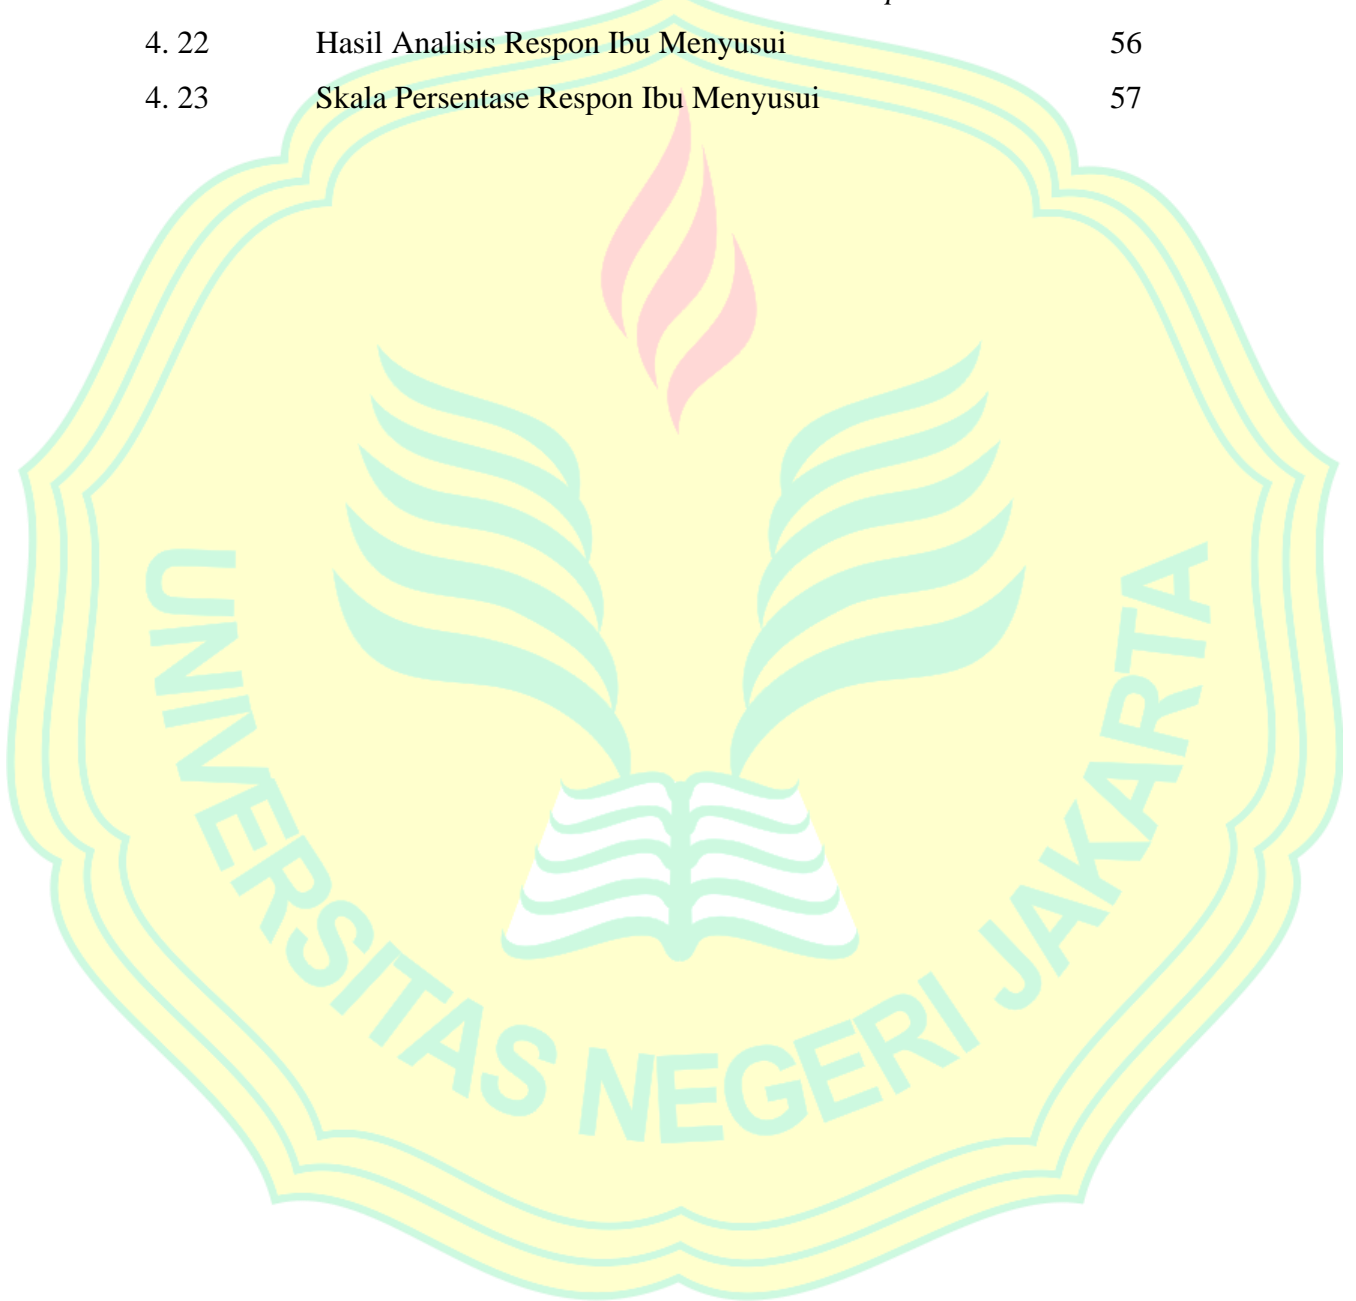 4. 22 Hasil Analisis Respon Ibu Menyusui 56
4. 23 Skala Persentase Respon Ibu Menyusui 57
UNIVERSITAS NEGERI JAKARTA